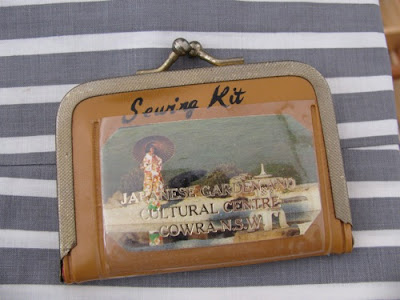 Sewing Kit
JAPANESE GARDEN AND
CULTURAL CENTRE
COWRA N.S.W.